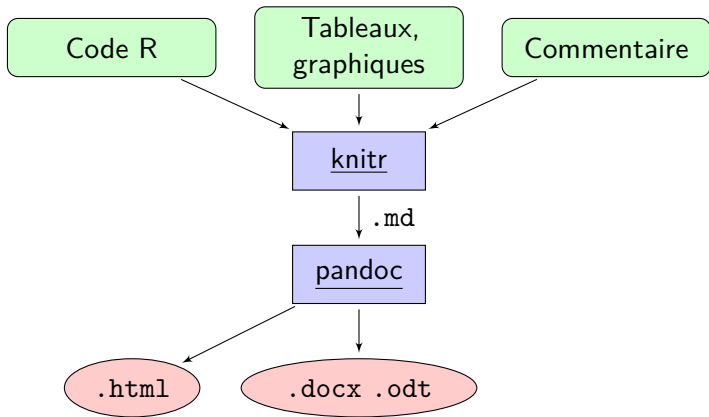 Code R
Tableaux,
graphiques
Commentaire
knitr
.md
pandoc
.html
.docx .odt